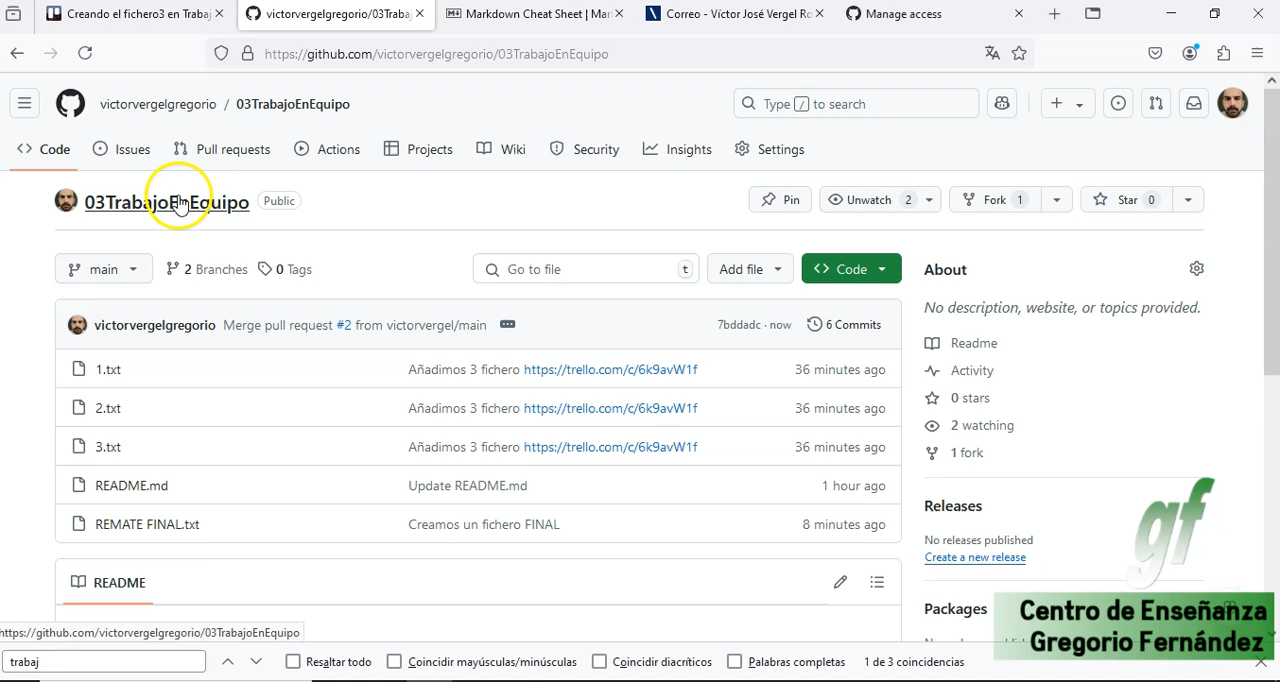 Creando el fichero3 en Trabaj
victorvergelgregorio/03Trabaj
Markdown Cheat Sheet | Mar
Correo - Víctor José Vergel Ro
Manage access
https://github.com/victorvergelgregorio/03TrabajoEnEquipo
victorvergelgregorio / 03TrabajoEnEquipo
Type / to search
Code
Issues
Pull requests
Actions
Projects
Wiki
Security
Insights
Settings
03TrabajoEnEquipo
Public
Pin
Unwatch 2
Fork 1
Star 0
main
2 Branches
0 Tags
Go to file
t
Add file
Code
About
No description, website, or topics provided.
victorvergelgregorio Merge pull request #2 from victorvergel/main
7bddadc · now
6 Commits
1.txt
Añadimos 3 fichero https://trello.com/c/6k9avW1f
36 minutes ago
2.txt
Añadimos 3 fichero https://trello.com/c/6k9avW1f
36 minutes ago
3.txt
Añadimos 3 fichero https://trello.com/c/6k9avW1f
36 minutes ago
README.md
Update README.md
1 hour ago
REMATE FINAL.txt
Creamos un fichero FINAL
8 minutes ago
Readme
Activity
0 stars
2 watching
1 fork
Releases
No releases published
Create a new release
Packages
README
gf
Centro de Enseñanza
Gregorio Fernández
https://github.com/victorvergelgregorio/03TrabajoEnEquipo
trabaj
Resaltar todo
Coincidir mayúsculas/minúsculas
Coincidir diacríticos
Palabras completas
1 de 3 coincidencias